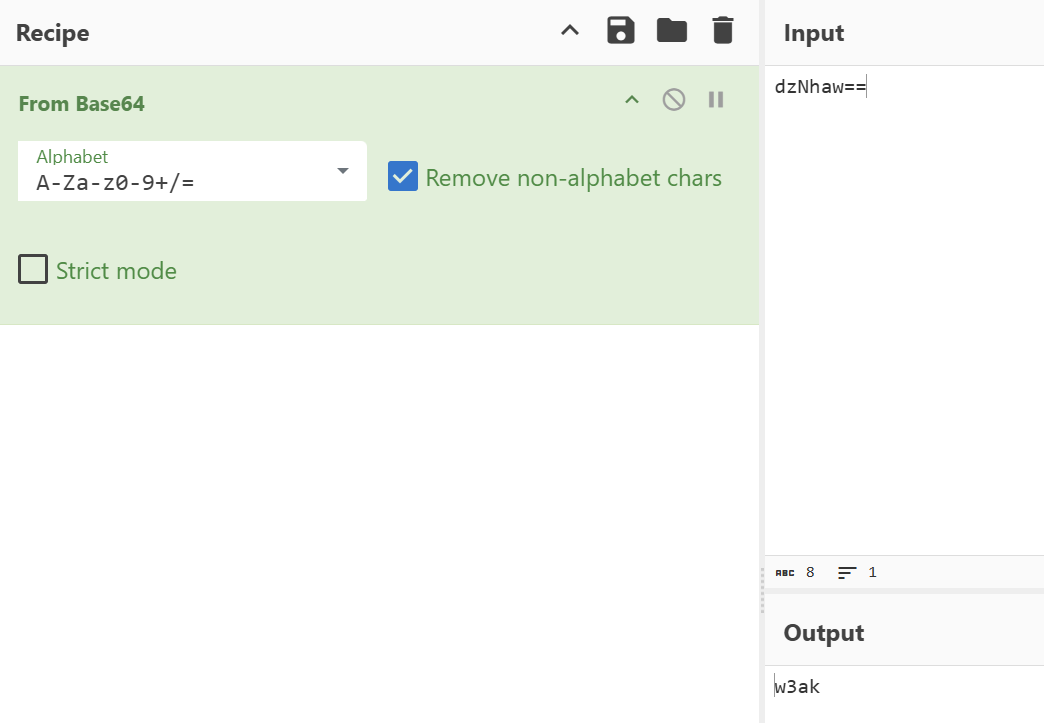 Recipe
From Base64
Alphabet
A-Za-z0-9+/=
Remove non-alphabet chars
Strict mode
Input
dzNhaw==
ABC 8 1
Output
w3ak